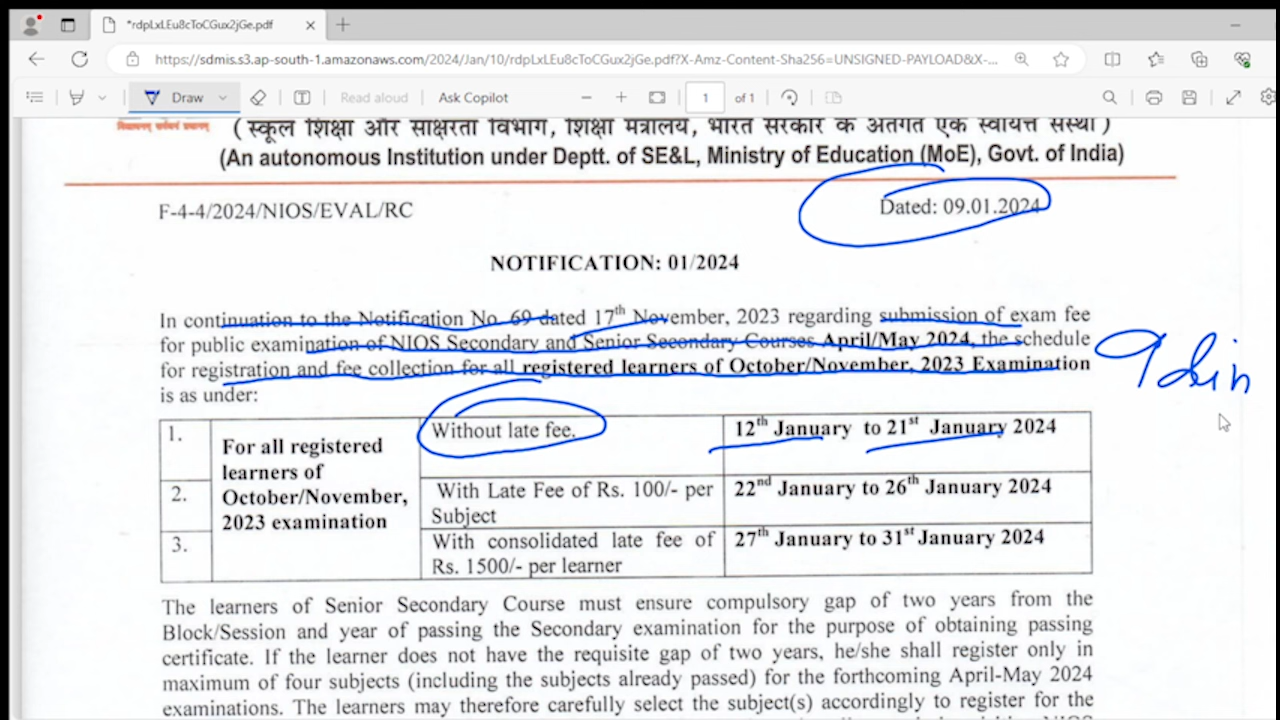 *rdpLxLEu8cToCGux2jGe.pdf
https://sdmis.s3.ap-south-1.amazonaws.com/2024/Jan/10/rdpLxLEu8cToCGux2jGe.pdf?X-Amz-Content-Sha256=UNSIGNED-PAYLOAD&X-...
Draw Read aloud Ask Copilot 1 of 1
( स्कूल शिक्षा और साक्षरता विभाग, शिक्षा मंत्रालय, भारत सरकार के अंतर्गत एक स्वायत्त संस्था )
(An autonomous Institution under Deptt. of SE&L, Ministry of Education (MoE), Govt. of India)
F-4-4/2024/NIOS/EVAL/RC Dated: 09.01.2024
NOTIFICATION: 01/2024
In continuation to the Notification No. 69 dated 17th November, 2023 regarding submission of exam fee
for public examination of NIOS Secondary and Senior Secondary Courses April/May 2024, the schedule
for registration and fee collection for all registered learners of October/November, 2023 Examination
is as under:
9 din
1. For all registered learners of October/November, 2023 examination
Without late fee. 12th January to 21st January 2024
2. With Late Fee of Rs. 100/- per Subject 22nd January to 26th January 2024
3. With consolidated late fee of Rs. 1500/- per learner 27th January to 31st January 2024
The learners of Senior Secondary Course must ensure compulsory gap of two years from the
Block/Session and year of passing the Secondary examination for the purpose of obtaining passing
certificate. If the learner does not have the requisite gap of two years, he/she shall register only in
maximum of four subjects (including the subjects already passed) for the forthcoming April-May 2024
examinations. The learners may therefore carefully select the subject(s) accordingly to register for the